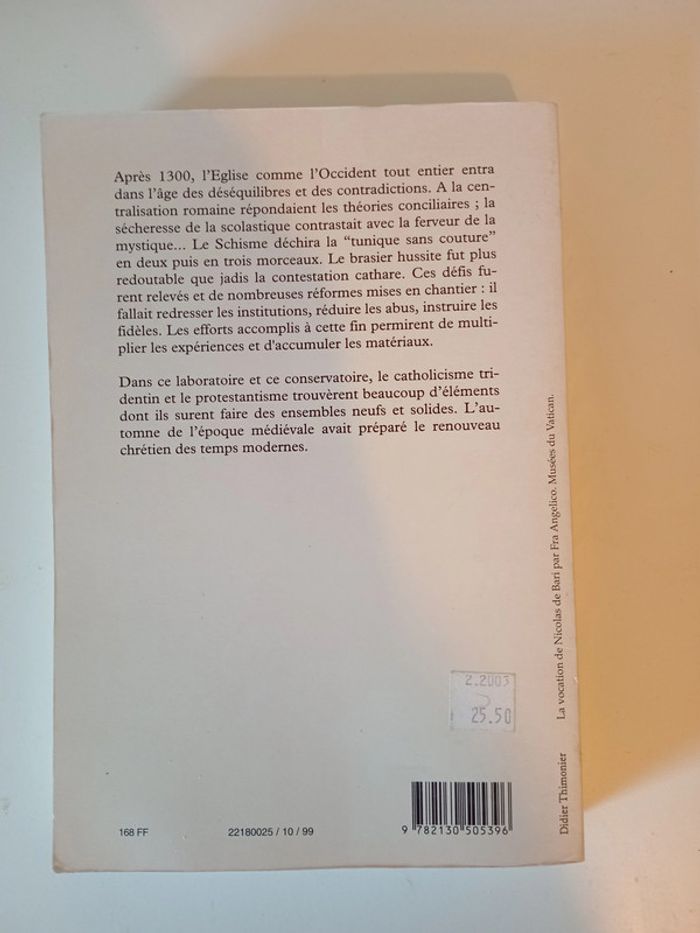 Après 1300, l'Eglise comme l'Occident tout entier entra
dans l'âge des déséquilibres et des contradictions. A la cen-
tralisation romaine répondaient les théories conciliaires ; la
sécheresse de la scolastique contrastait avec la ferveur de la
mystique... Le Schisme déchira la “tunique sans couture”
en deux puis en trois morceaux. Le brasier hussite fut plus
redoutable que jadis la contestation cathare. Ces défis fu-
rent relevés et de nombreuses réformes mises en chantier : il
fallait redresser les institutions, réduire les abus, instruire les
fidèles. Les efforts accomplis à cette fin permirent de multi-
plier les expériences et d'accumuler les matériaux.
Dans ce laboratoire et ce conservatoire, le catholicisme tri-
dentin et le protestantisme trouvèrent beaucoup d'éléments
dont ils surent faire des ensembles neufs et solides. L'au-
tomne de l'époque médiévale avait préparé le renouveau
chrétien des temps modernes.
2.2003
25.50
168 FF
22180025 / 10 / 99
9 782130 505396
Didier Thimonier
La vocation de Nicolas de Bari par Fra Angelico. Musées du Vatican.